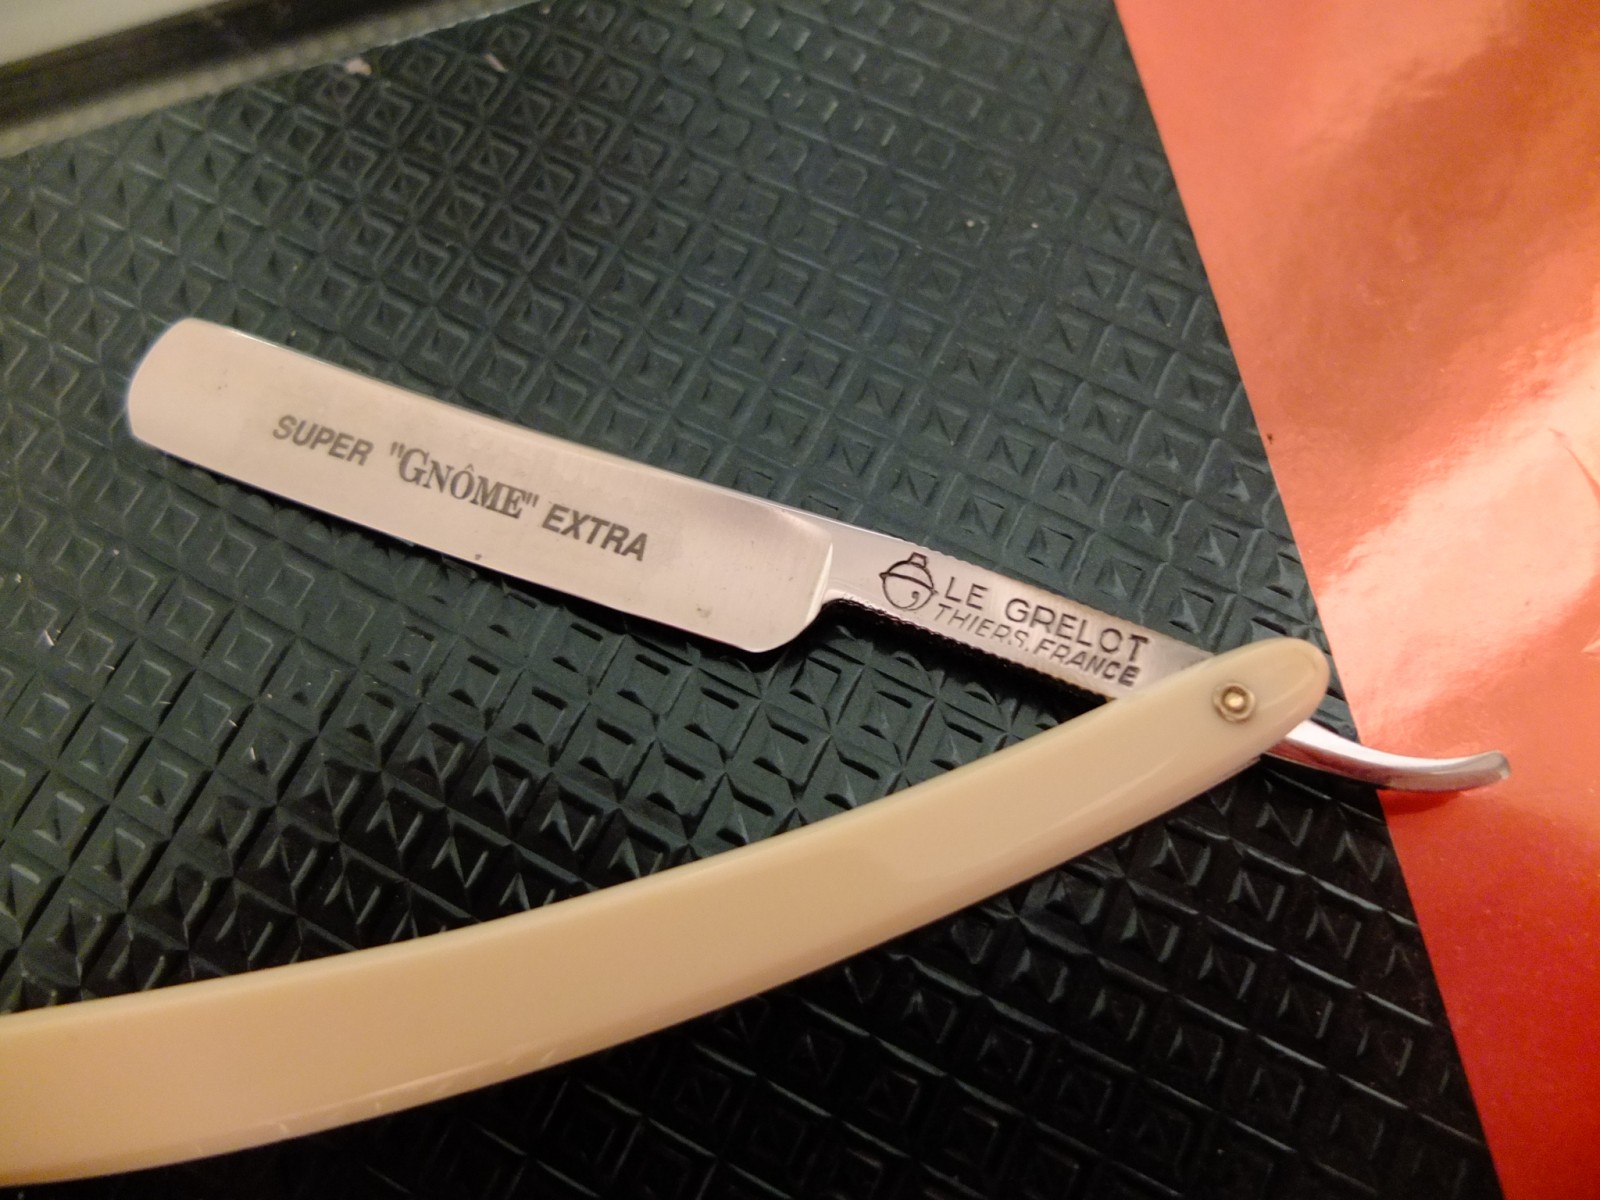 SUPER "GNÔME" EXTRA
LE GRELOT
THIERS. FRANCE